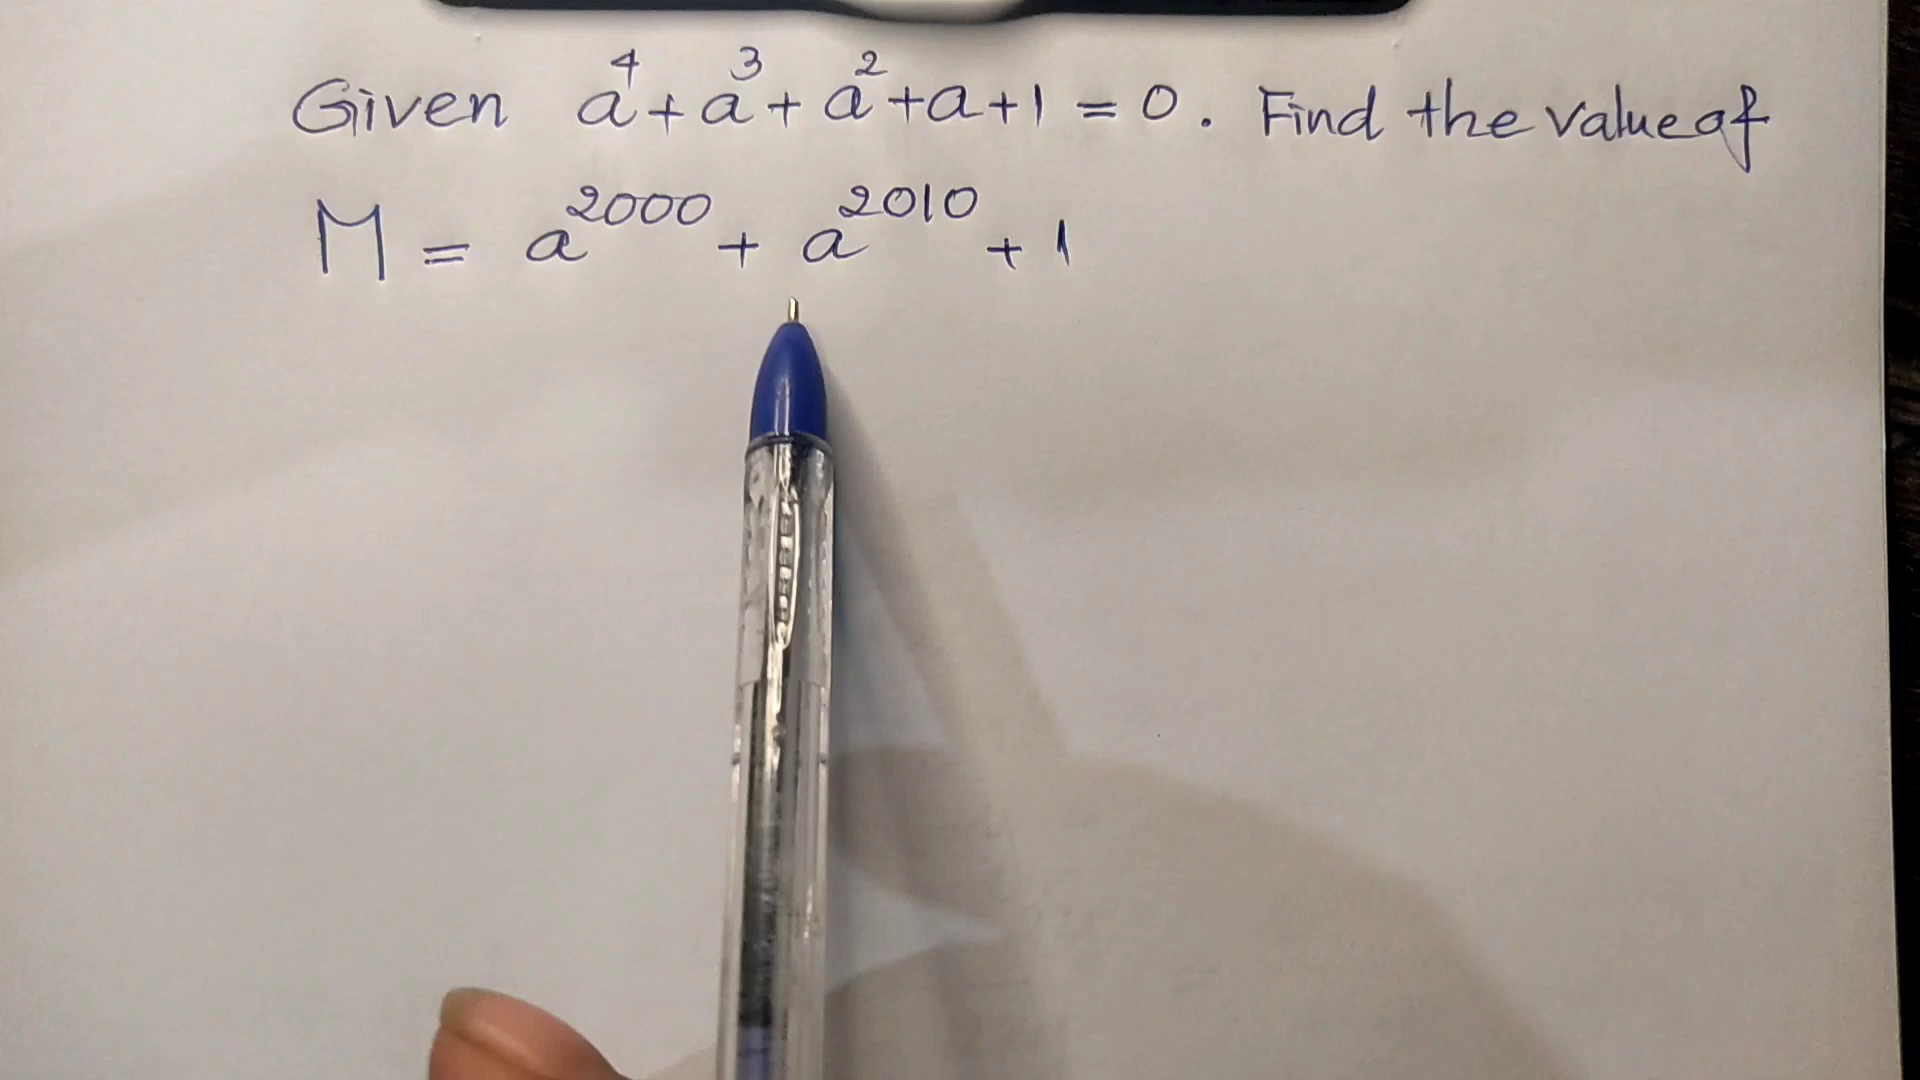 Given a⁴ + a³ + a² + a + 1 = 0. Find the value of
M = a²⁰⁰⁰ + a²⁰¹⁰ + 1